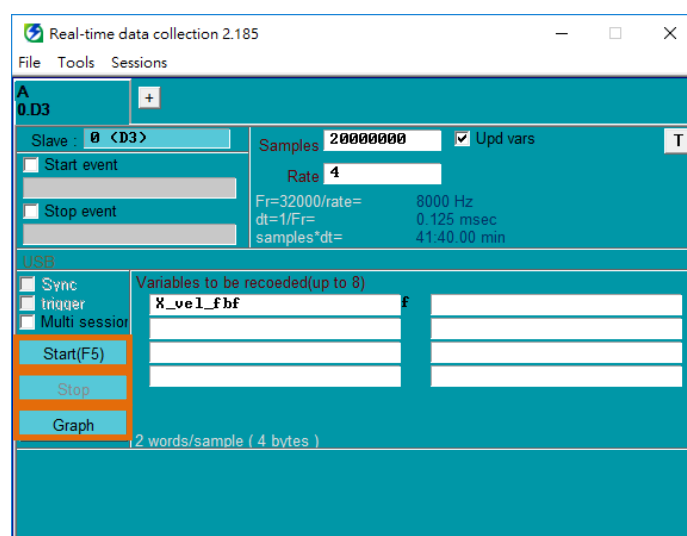 Real-time data collection 2.185
File Tools Sessions
A
0.D3
+
Slave : 0 (D3)
Samples 20000000
Upd vars
T
Start event
Rate 4
Stop event
Fr=32000/rate= 8000 Hz
dt=1/Fr= 0.125 msec
samples*dt= 41:40.00 min
USB
Sync
trigger
Multi session
Variables to be recoeded(up to 8)
X_vel_fbf f
Start(F5)
Stop
Graph
2 words/sample ( 4 bytes )